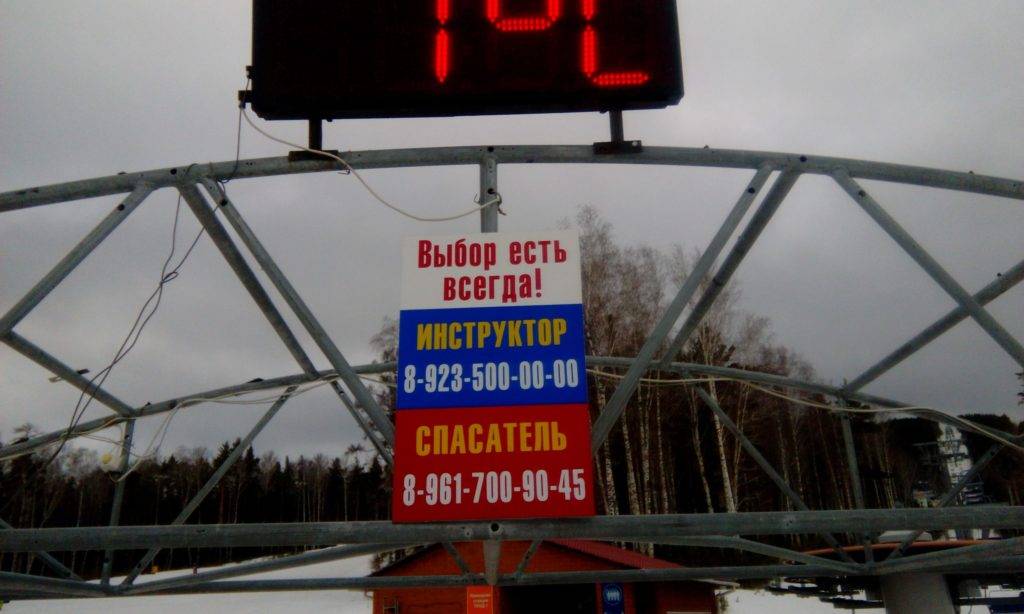 Выбор есть
всегда!
ИНСТРУКТОР
8-923-500-00-00
СПАСАТЕЛЬ
8-961-700-90-45